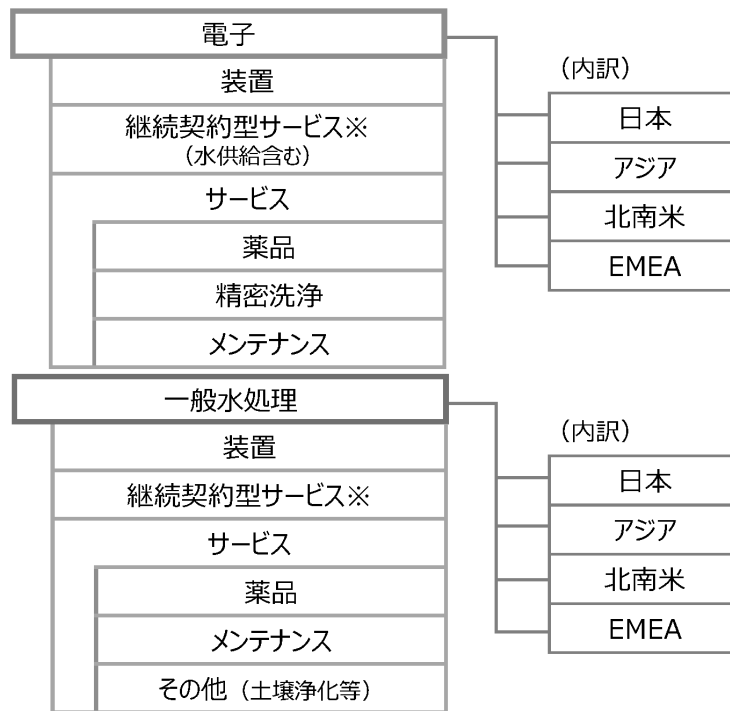 電子
装置
継続契約型サービス※
（水供給含む）
サービス
薬品
精密洗浄
メンテナンス
（内訳）
日本
アジア
北南米
EMEA
一般水処理
装置
継続契約型サービス※
サービス
薬品
メンテナンス
その他（土壌浄化等）
（内訳）
日本
アジア
北南米
EMEA